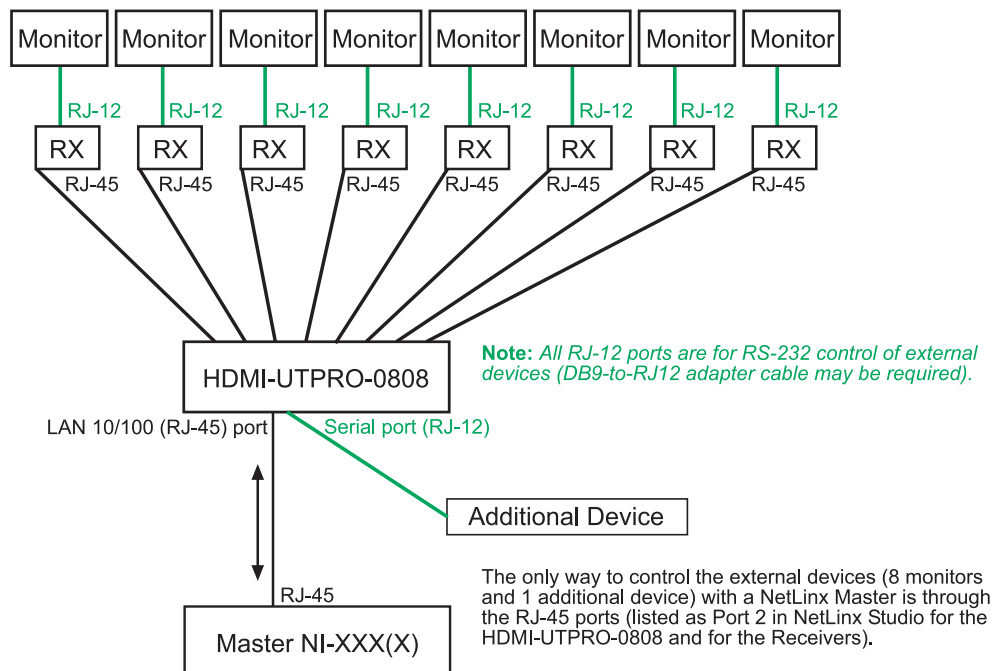 Monitor Monitor Monitor Monitor Monitor Monitor Monitor Monitor
RJ-12 RJ-12 RJ-12 RJ-12 RJ-12 RJ-12 RJ-12 RJ-12
RX RX RX RX RX RX RX RX
RJ-45 RJ-45 RJ-45 RJ-45 RJ-45 RJ-45 RJ-45 RJ-45
HDMI-UTPRO-0808
Note: All RJ-12 ports are for RS-232 control of external
devices (DB9-to-RJ12 adapter cable may be required).
LAN 10/100 (RJ-45) port
Serial port (RJ-12)
Additional Device
RJ-45
Master NI-XXX(X)
The only way to control the external devices (8 monitors
and 1 additional device) with a NetLinx Master is through
the RJ-45 ports (listed as Port 2 in NetLinx Studio for the
HDMI-UTPRO-0808 and for the Receivers).